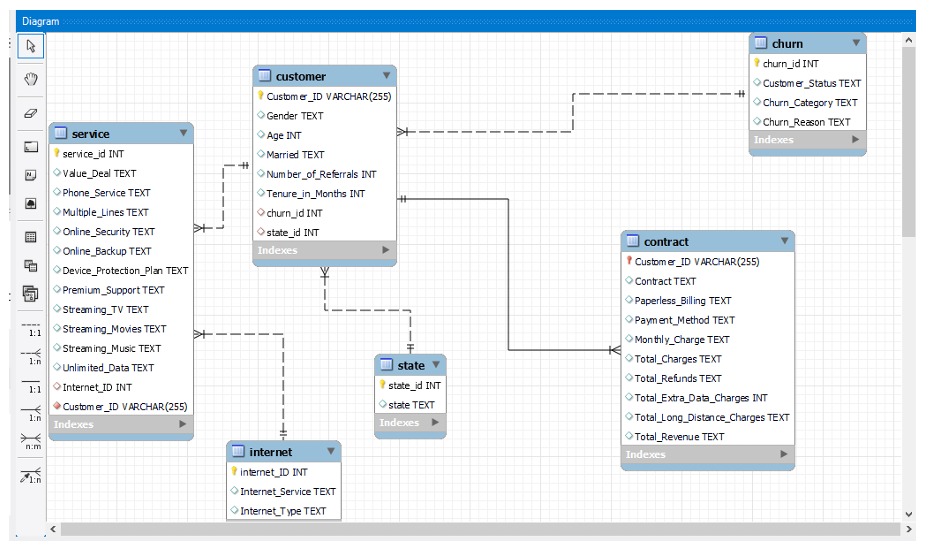 Diagram
churn
churn_id INT
Customer_Status TEXT
Churn_Category TEXT
Churn_Reason TEXT
Indexes
customer
Customer_ID VARCHAR(255)
Gender TEXT
Age INT
Married TEXT
Number_of_Referrals INT
Tenure_in_Months INT
churn_id INT
state_id INT
Indexes
service
service_id INT
Value_Deal TEXT
Phone_Service TEXT
Multiple_Lines TEXT
Online_Security TEXT
Online_Backup TEXT
Device_Protection_Plan TEXT
Premium_Support TEXT
Streaming_TV TEXT
Streaming_Movies TEXT
Streaming_Music TEXT
Unlimited_Data TEXT
Internet_ID INT
Customer_ID VARCHAR(255)
Indexes
contract
Customer_ID VARCHAR(255)
Contract TEXT
Paperless_Billing TEXT
Payment_Method TEXT
Monthly_Charge TEXT
Total_Charges TEXT
Total_Refunds TEXT
Total_Extra_Data_Charges INT
Total_Long_Distance_Charges TEXT
Total_Revenue TEXT
Indexes
state
state_id INT
state TEXT
Indexes
internet
internet_ID INT
Internet_Service TEXT
Internet_Type TEXT
1:1
1:n
1:1
1:n
n:m
1:n